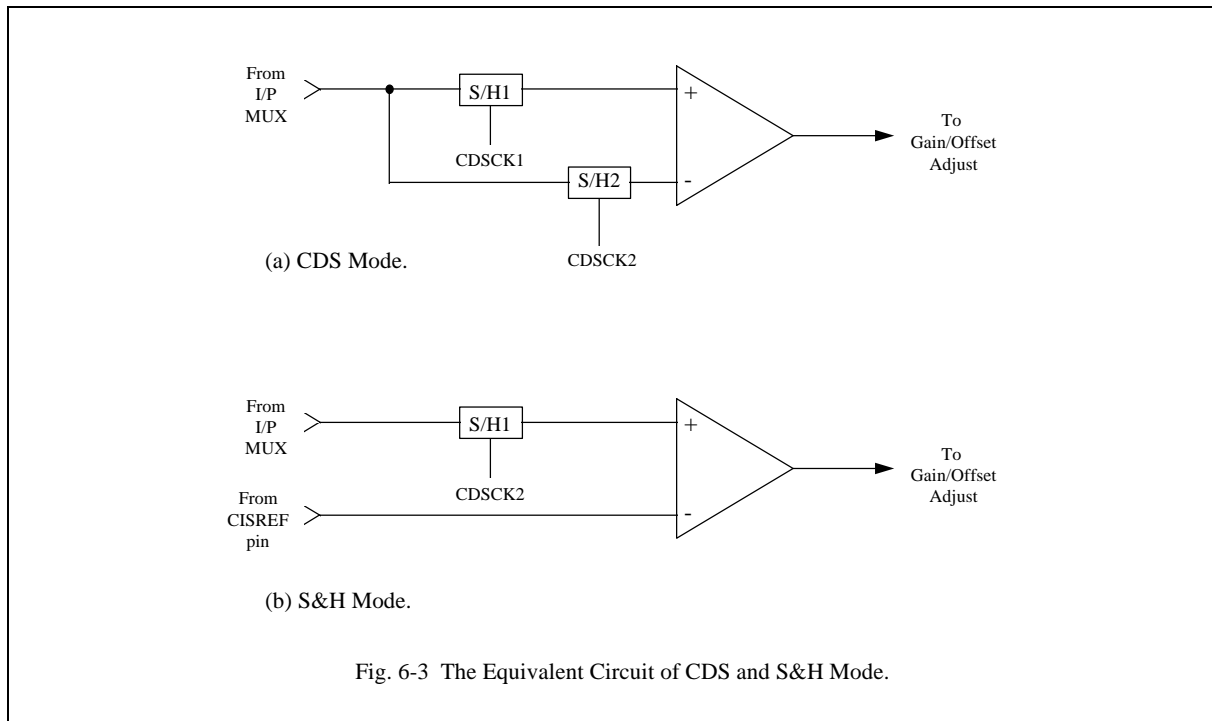 From
I/P
MUX
S/H1
CDSCK1
S/H2
CDSCK2
+
-
To
Gain/Offset
Adjust
(a) CDS Mode.
From
I/P
MUX
S/H1
CDSCK2
From
CISREF
pin
+
-
To
Gain/Offset
Adjust
(b) S&H Mode.
Fig. 6-3  The Equivalent Circuit of CDS and S&H Mode.